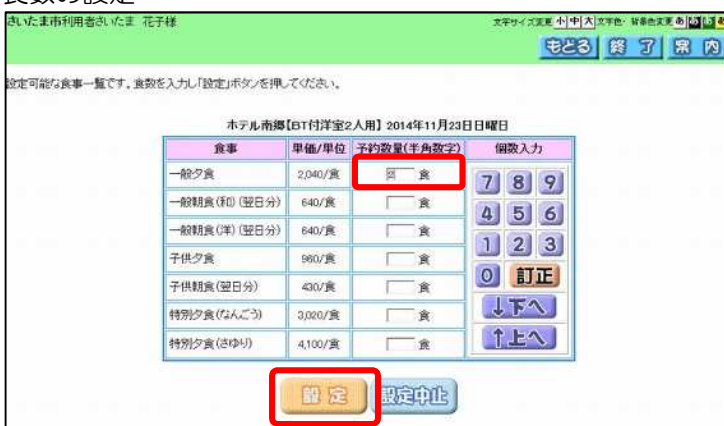 食数の設定
さいたま市利用者さいたま 花子様
文字サイズ変更 小 中 大 文字色・背景色変更 あ あ い
もどる 終了 案内
設定可能な食事一覧です。食数を入力し「設定」ボタンを押してください。
ホテル南郷【BT付洋室2人用】 2014年11月23日日曜日
食事 単価/単位 予約数量(半角数字) 個数入力
一般夕食 2,040/食 2 食
一般朝食(和)(翌日分) 640/食 食
一般朝食(洋)(翌日分) 640/食 食
子供夕食 960/食 食
子供朝食(翌日分) 430/食 食
特別夕食(なんごう) 3,020/食 食
特別夕食(さゆり) 4,100/食 食
7 8 9
4 5 6
1 2 3
0 訂正
↓下へ
↑上へ
設定 設定中止